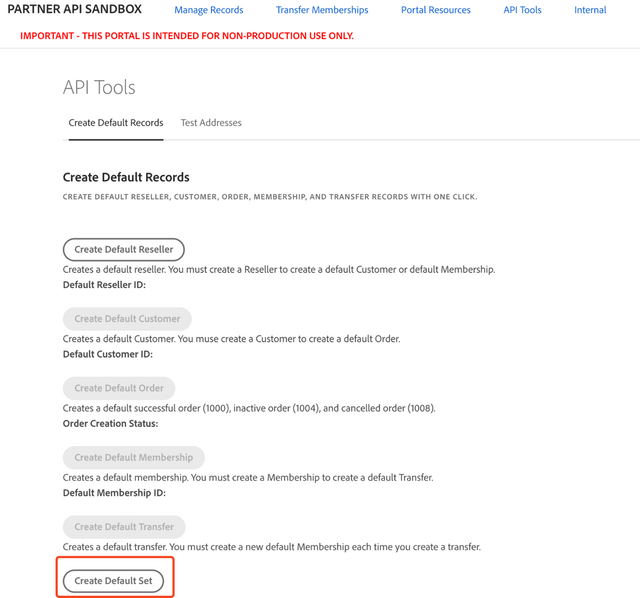 PARTNER API SANDBOX Manage Records Transfer Memberships Portal Resources API Tools Internal
IMPORTANT - THIS PORTAL IS INTENDED FOR NON-PRODUCTION USE ONLY.
API Tools
Create Default Records Test Addresses
Create Default Records
CREATE DEFAULT RESELLER, CUSTOMER, ORDER, MEMBERSHIP, AND TRANSFER RECORDS WITH ONE CLICK.
Create Default Reseller
Creates a default reseller. You must create a Reseller to create a default Customer or default Membership.
Default Reseller ID:
Create Default Customer
Creates a default Customer. You muse create a Customer to create a default Order.
Default Customer ID:
Create Default Order
Creates a default successful order (1000), inactive order (1004), and cancelled order (1008).
Order Creation Status:
Create Default Membership
Creates a default membership. You must create a Membership to create a default Transfer.
Default Membership ID:
Create Default Transfer
Creates a default transfer. You must create a new default Membership each time you create a transfer.
Create Default Set